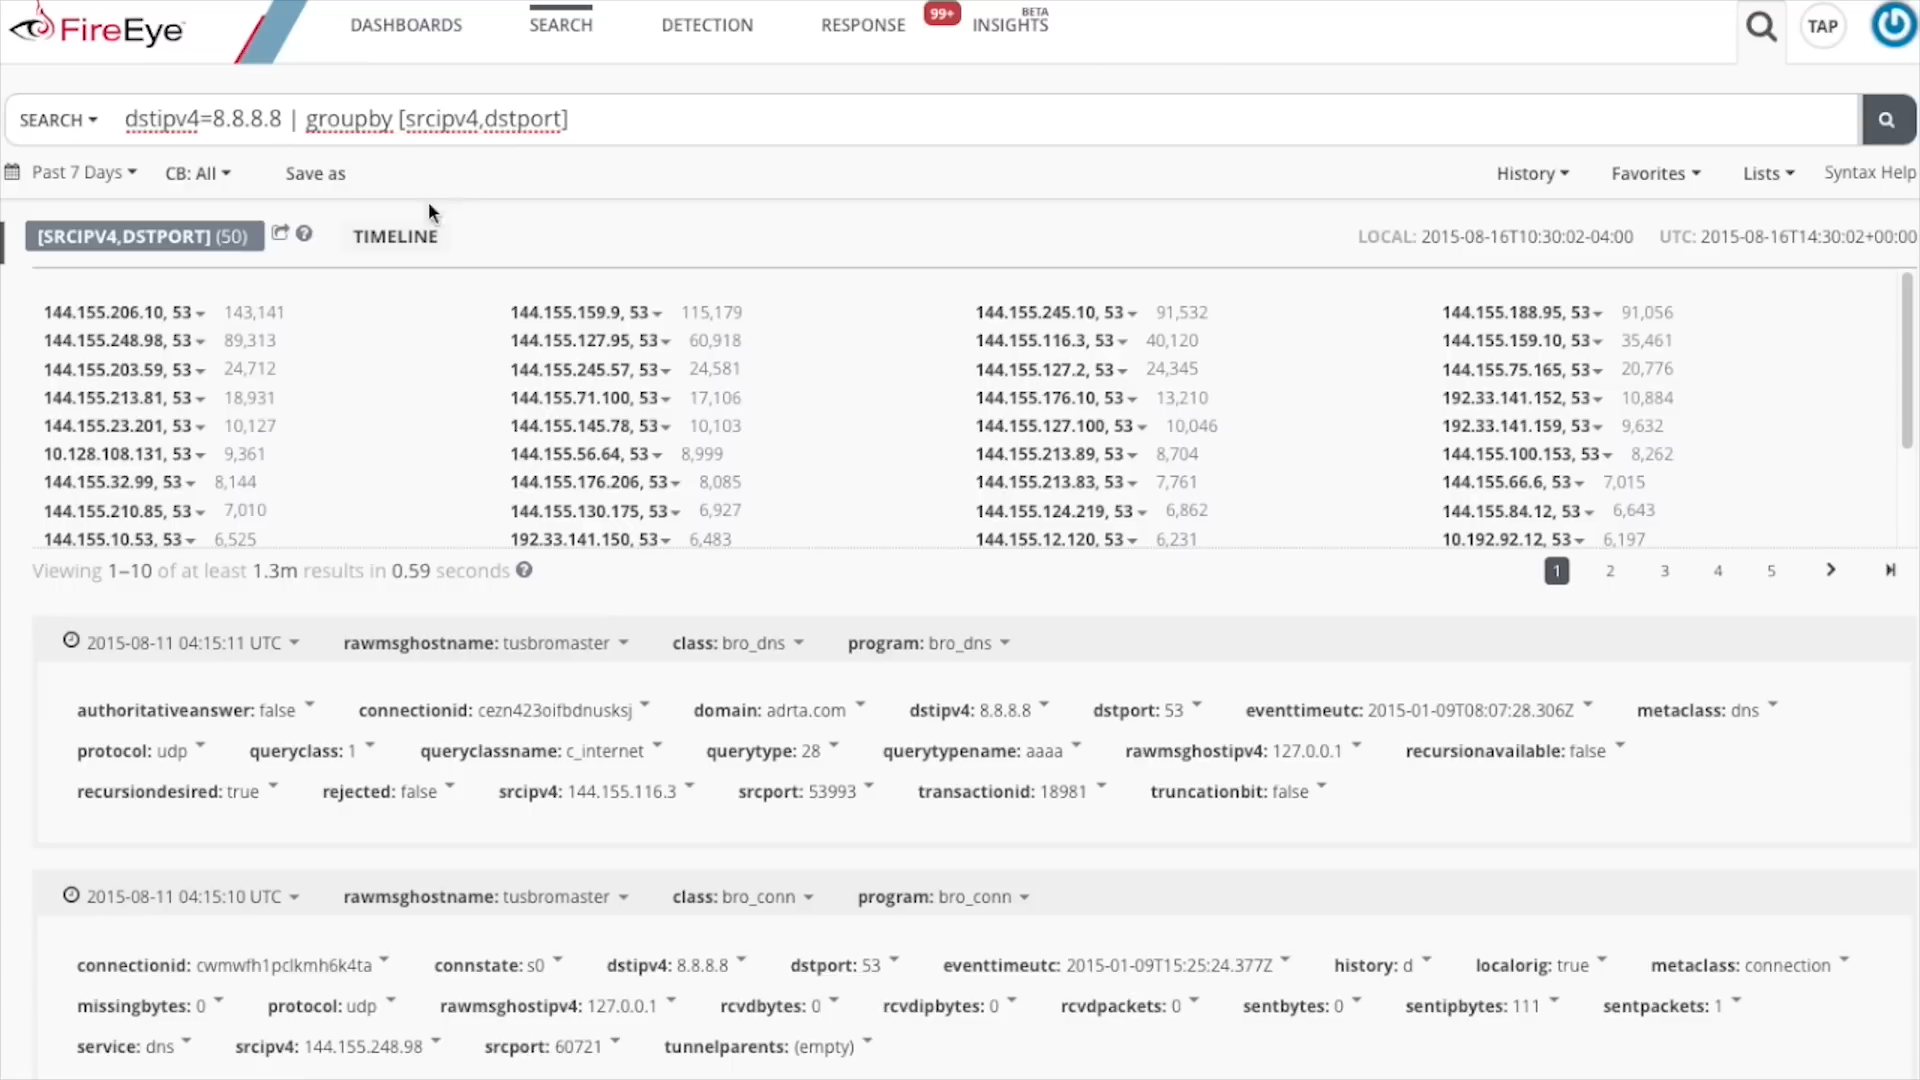 FireEye DASHBOARDS SEARCH DETECTION RESPONSE 99+ INSIGHTS BETA TAP
SEARCH dstipv4=8.8.8.8 | groupby [srcipv4,dstport]
Past 7 Days CB: All Save as History Favorites Lists Syntax Help
[SRCIPV4,DSTPORT] (50) TIMELINE LOCAL: 2015-08-16T10:30:02-04:00 UTC: 2015-08-16T14:30:02+00:00
144.155.206.10, 53 143,141 144.155.159.9, 53 115,179 144.155.245.10, 53 91,532 144.155.188.95, 53 91,056
144.155.248.98, 53 89,313 144.155.127.95, 53 60,918 144.155.116.3, 53 40,120 144.155.159.10, 53 35,461
144.155.203.59, 53 24,712 144.155.245.57, 53 24,581 144.155.127.2, 53 24,345 144.155.75.165, 53 20,776
144.155.213.81, 53 18,931 144.155.71.100, 53 17,106 144.155.176.10, 53 13,210 192.33.141.152, 53 10,884
144.155.23.201, 53 10,127 144.155.145.78, 53 10,103 144.155.127.100, 53 10,046 192.33.141.159, 53 9,632
10.128.108.131, 53 9,361 144.155.56.64, 53 8,999 144.155.213.89, 53 8,704 144.155.100.153, 53 8,262
144.155.32.99, 53 8,144 144.155.176.206, 53 8,085 144.155.213.83, 53 7,761 144.155.66.6, 53 7,015
144.155.210.85, 53 7,010 144.155.130.175, 53 6,927 144.155.124.219, 53 6,862 144.155.84.12, 53 6,643
144.155.10.53, 53 6,525 192.33.141.150, 53 6,483 144.155.12.120, 53 6,231 10.192.92.12, 53 6,197
Viewing 1–10 of at least 1.3m results in 0.59 seconds 1 2 3 4 5
2015-08-11 04:15:11 UTC rawmsghostname: tusbromaster class: bro_dns program: bro_dns
authoritativeanswer: false connectionid: cezn423oifbdnusksj domain: adrta.com dstipv4: 8.8.8.8 dstport: 53 eventtimeutc: 2015-01-09T08:07:28.306Z metaclass: dns
protocol: udp queryclass: 1 queryclassname: c_internet querytype: 28 querytypename: aaaa rawmsghostipv4: 127.0.0.1 recursionavailable: false
recursiondesired: true rejected: false srcipv4: 144.155.116.3 srcport: 53993 transactionid: 18981 truncationbit: false
2015-08-11 04:15:10 UTC rawmsghostname: tusbromaster class: bro_conn program: bro_conn
connectionid: cwmwfh1pclkmh6k4ta connstate: s0 dstipv4: 8.8.8.8 dstport: 53 eventtimeutc: 2015-01-09T15:25:24.377Z history: d localorig: true metaclass: connection
missingbytes: 0 protocol: udp rawmsghostipv4: 127.0.0.1 rcvdbytes: 0 rcvdipbytes: 0 rcvdpackets: 0 sentbytes: 0 sentipbytes: 111 sentpackets: 1
service: dns srcipv4: 144.155.248.98 srcport: 60721 tunnelparents: (empty)